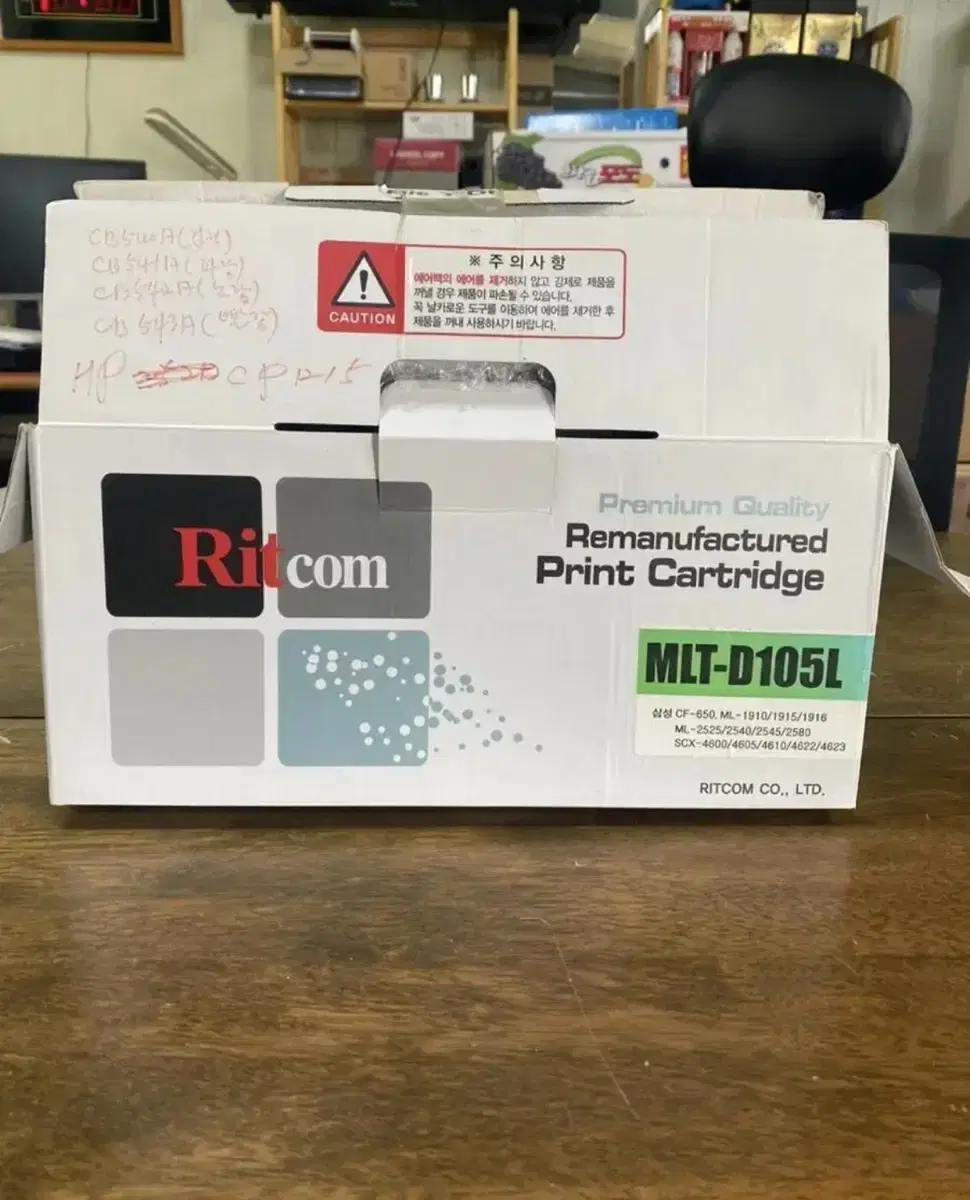 CB540A(검정)
CB541A(파랑)
CB542A(노랑)
CB543A(빨강)
HP CP1215
CAUTION
※ 주의사항
에어백의 에어를 제거하지 않고 강제로 제품을
꺼낼 경우 제품이 파손될 수 있습니다.
꼭 날카로운 도구를 이용하여 에어를 제거한 후
제품을 꺼내 사용하시기 바랍니다.
Ritcom
Premium Quality
Remanufactured
Print Cartridge
MLT-D105L
삼성 CF-650, ML-1910/1915/1916
ML-2525/2540/2545/2580
SCX-4600/4605/4610/4622/4623
RITCOM CO., LTD.